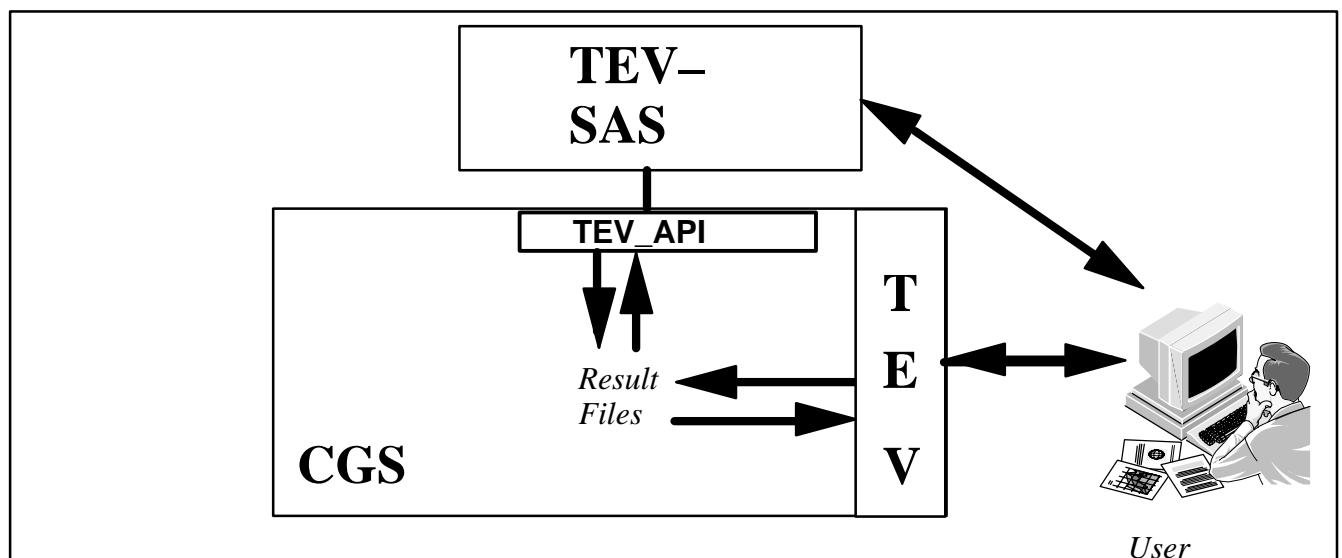 TEV–
SAS
TEV_API
T
E
V
Result
Files
CGS
User